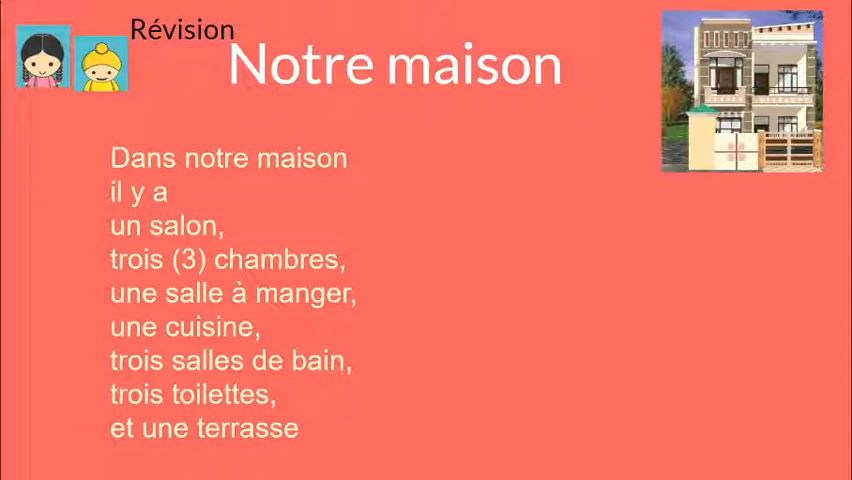 Révision
Notre maison
Dans notre maison
il y a
un salon,
trois (3) chambres,
une salle à manger,
une cuisine,
trois salles de bain,
trois toilettes,
et une terrasse